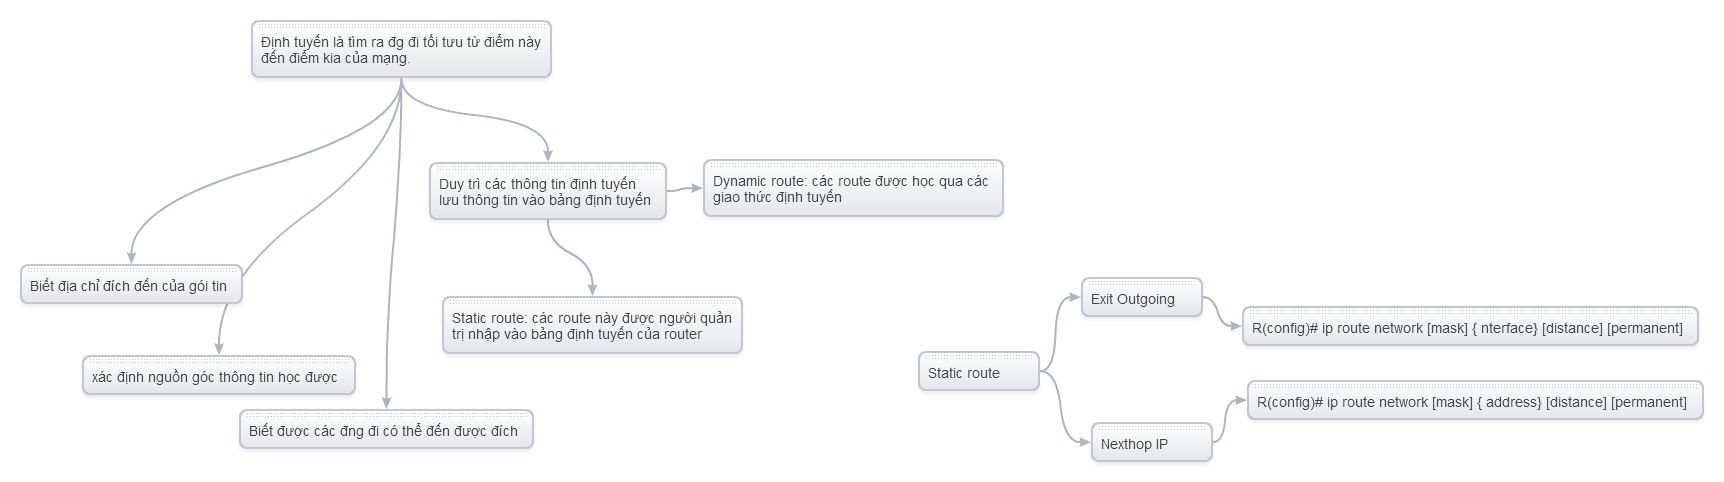 Định tuyến là tìm ra đg đi tối tưu từ điểm này
đến điểm kia của mạng.
Duy trì các thông tin định tuyến
lưu thông tin vào bảng định tuyến
Dynamic route: các route được học qua các
giao thức định tuyến
Biết địa chỉ đích đến của gói tin
Static route: các route này được người quản
trị nhập vào bảng định tuyến của router
xác định nguồn góc thông tin học được
Biết được các đng đi có thể đến được đích
Static route
Exit Outgoing
R(config)# ip route network [mask] { nterface} [distance] [permanent]
Nexthop IP
R(config)# ip route network [mask] { address} [distance] [permanent]